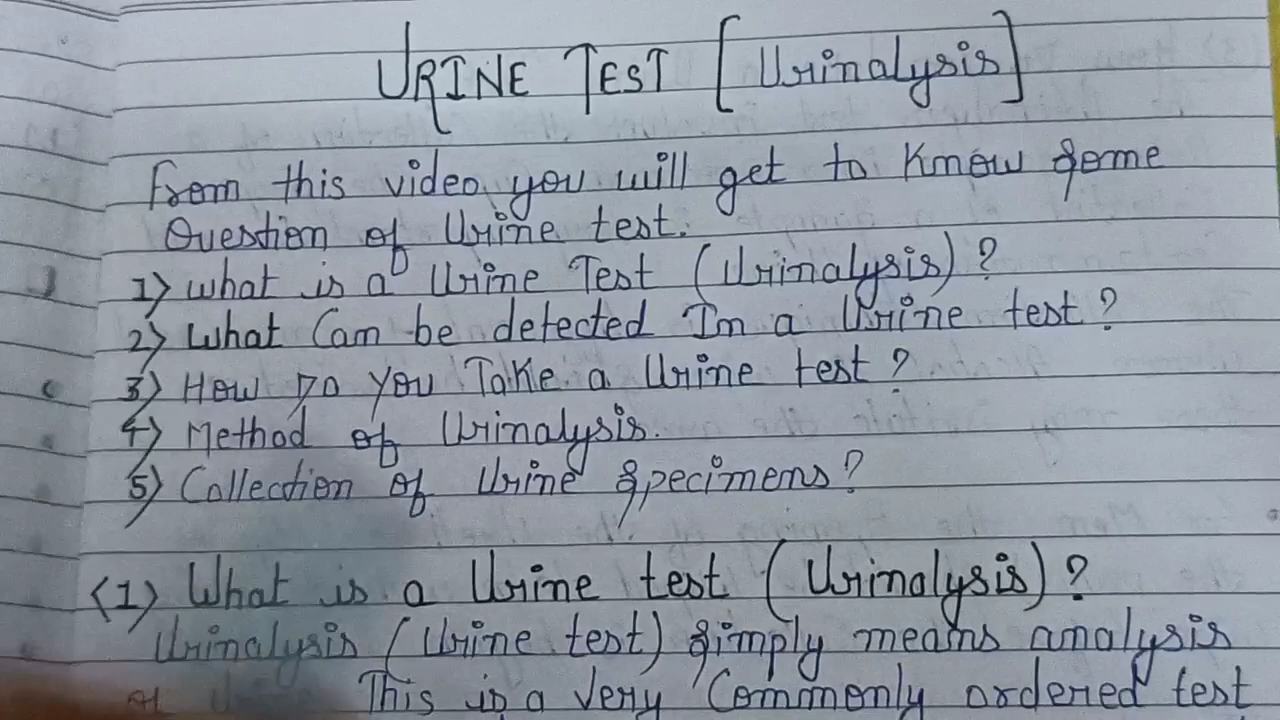 URINE TEST [Urinalysis]
From this video you will get to know some
Question of Urine test.
1) what is a Urine Test (Urinalysis)?
2) What Can be detected In a Urine test?
3) How Do You Take a Urine test?
4) Method of Urinalysis.
5) Collection of Urine Specimens?
(1) What is a Urine test (Urinalysis)?
Urinalysis (Urine test) simply means analysis
of This is a very Commonly ordered test